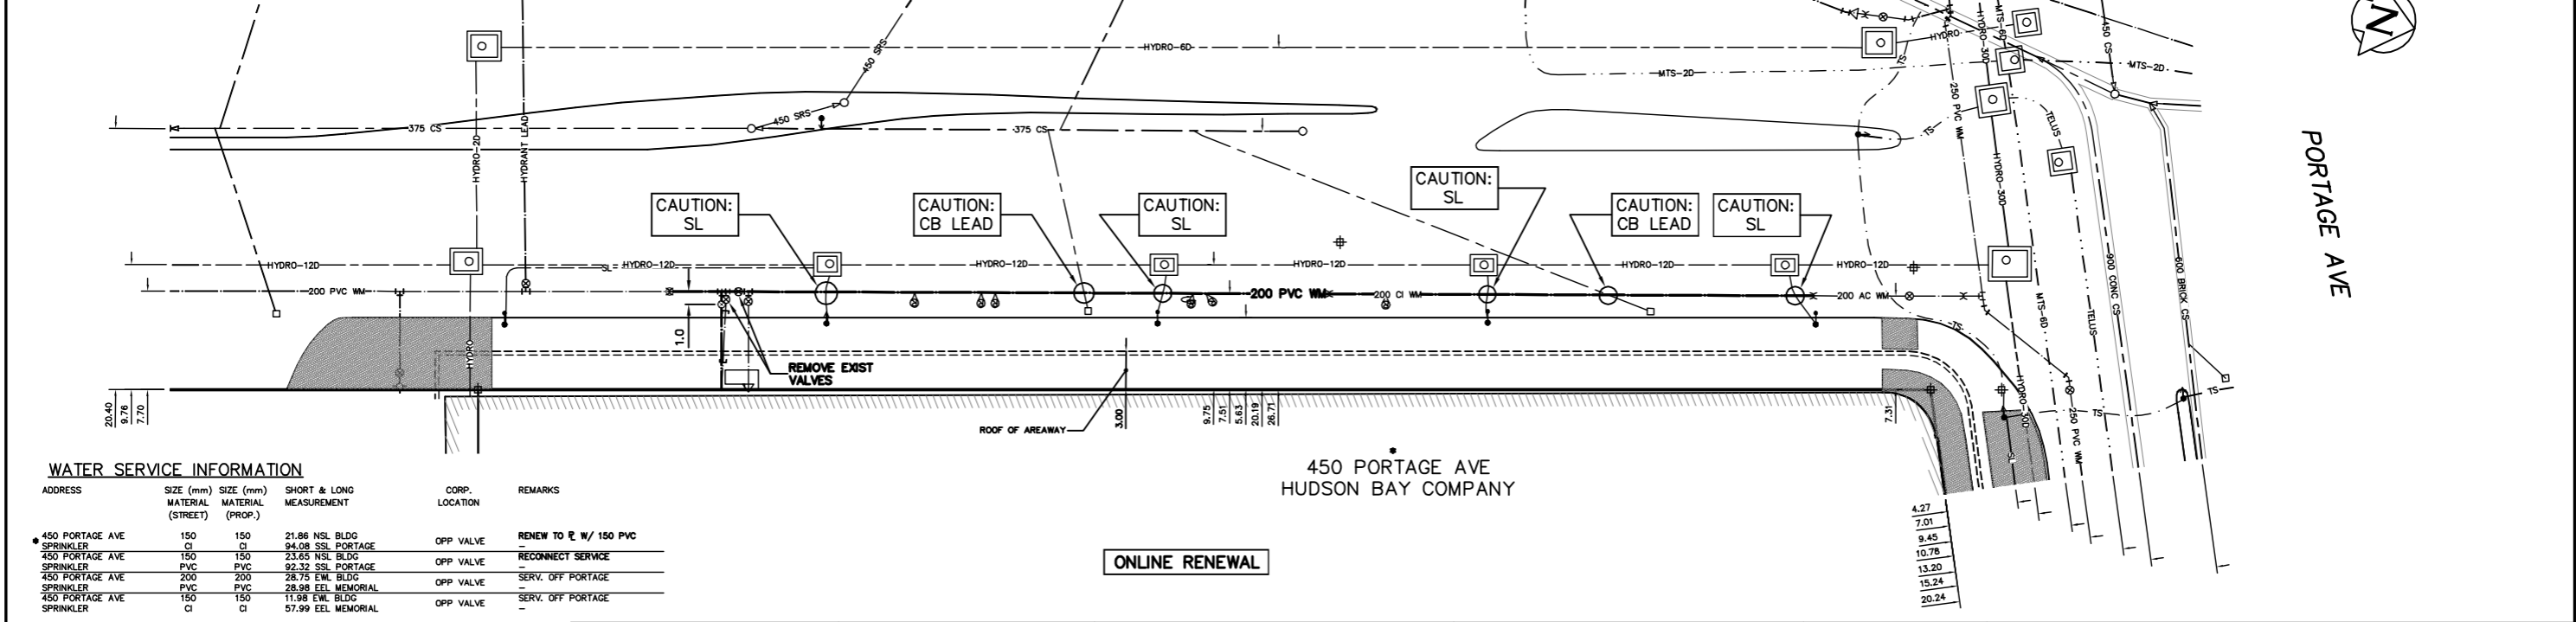 HYDRO-6D
450 SRS
450 SRS
375 CS
375 CS
HYDRO-2D
HYDRANT LEAD
MTS-2D
MTS-2D
HYDRO
HYDRO-30D
MTS-6D
450 CS
TS
TS
250 PVC WM
TELUS
N
PORTAGE AVE
CAUTION:
SL
CAUTION:
CB LEAD
CAUTION:
SL
CAUTION:
SL
CAUTION:
CB LEAD
CAUTION:
SL
HYDRO-12D
SL
HYDRO-12D
HYDRO-12D
HYDRO-12D
HYDRO-12D
HYDRO-12D
HYDRO-30D
200 PVC WM
200 PVC WM
200 CI WM
200 AC WM
MTS-6D
TELUS
900 CONC CS
600 BRICK CS
TS
1.0
HYDRO
REMOVE EXIST
VALVES
HYDRO-30D
250 PVC WM
TS
TS
SL
20.40
9.76
7.70
3.00
9.75
7.51
5.63
20.19
26.71
7.31
ROOF OF AREAWAY
*
450 PORTAGE AVE
HUDSON BAY COMPANY
ONLINE RENEWAL
4.27
7.01
9.45
10.78
13.20
15.24
20.24
WATER SERVICE INFORMATION
ADDRESS SIZE (mm) SIZE (mm) SHORT & LONG CORP. REMARKS
MATERIAL MATERIAL MEASUREMENT LOCATION
(STREET) (PROP.)
* 450 PORTAGE AVE 150 150 21.86 NSL BLDG OPP VALVE RENEW TO PL W/ 150 PVC
SPRINKLER CI CI 94.08 SSL PORTAGE –
450 PORTAGE AVE 150 150 23.65 NSL BLDG OPP VALVE RECONNECT SERVICE
SPRINKLER PVC PVC 92.32 SSL PORTAGE –
450 PORTAGE AVE 200 200 28.75 EWL BLDG OPP VALVE SERV. OFF PORTAGE
SPRINKLER PVC PVC 28.98 EEL MEMORIAL –
450 PORTAGE AVE 150 150 11.98 EWL BLDG OPP VALVE SERV. OFF PORTAGE
SPRINKLER CI CI 57.99 EEL MEMORIAL –